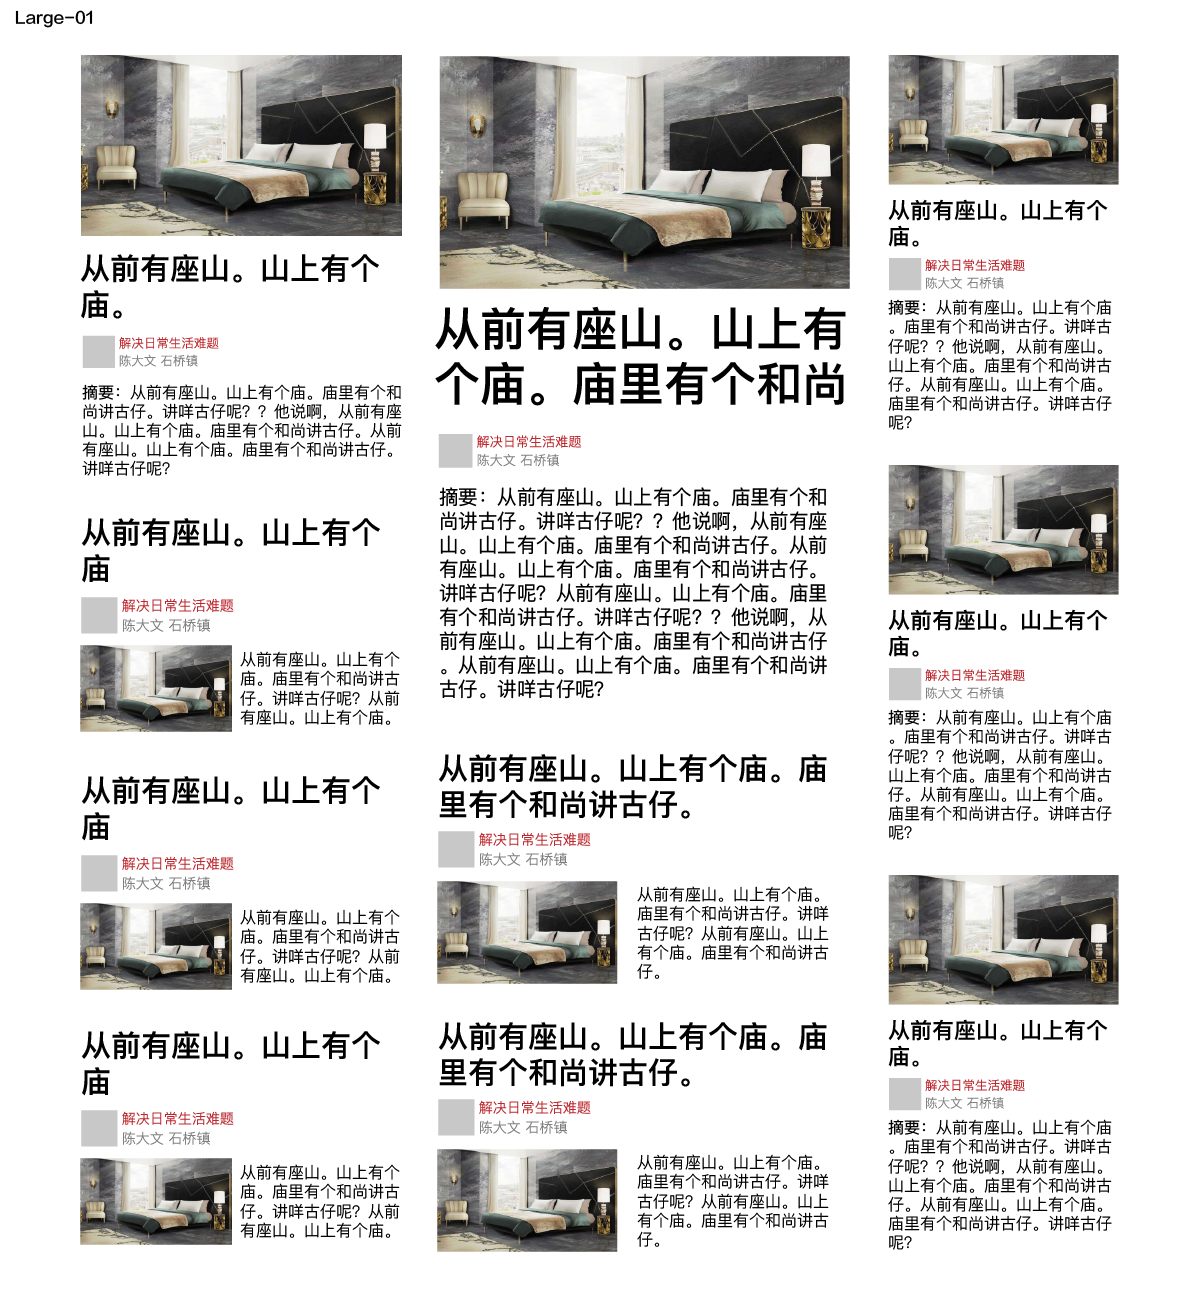 Large-01
从前有座山。山上有个
庙。
解决日常生活难题
陈大文 石桥镇
摘要：从前有座山。山上有个庙。庙里有个和
尚讲古仔。讲咩古仔呢？？他说啊，从前有座
山。山上有个庙。庙里有个和尚讲古仔。从前
有座山。山上有个庙。庙里有个和尚讲古仔。
讲咩古仔呢？
从前有座山。山上有个
庙
解决日常生活难题
陈大文 石桥镇
从前有座山。山上有个
庙。庙里有个和尚讲古
仔。讲咩古仔呢？从前
有座山。山上有个庙。
从前有座山。山上有个
庙
解决日常生活难题
陈大文 石桥镇
从前有座山。山上有个
庙。庙里有个和尚讲古
仔。讲咩古仔呢？从前
有座山。山上有个庙。
从前有座山。山上有个
庙
解决日常生活难题
陈大文 石桥镇
从前有座山。山上有个
庙。庙里有个和尚讲古
仔。讲咩古仔呢？从前
有座山。山上有个庙。
从前有座山。山上有
个庙。庙里有个和尚
解决日常生活难题
陈大文 石桥镇
摘要：从前有座山。山上有个庙。庙里有个和
尚讲古仔。讲咩古仔呢？？他说啊，从前有座
山。山上有个庙。庙里有个和尚讲古仔。从前
有座山。山上有个庙。庙里有个和尚讲古仔。
讲咩古仔呢？从前有座山。山上有个庙。庙里
有个和尚讲古仔。讲咩古仔呢？？他说啊，从
前有座山。山上有个庙。庙里有个和尚讲古仔
。从前有座山。山上有个庙。庙里有个和尚讲
古仔。讲咩古仔呢？
从前有座山。山上有个庙。庙
里有个和尚讲古仔。
解决日常生活难题
陈大文 石桥镇
从前有座山。山上有个庙。
庙里有个和尚讲古仔。讲咩
古仔呢？从前有座山。山上
有个庙。庙里有个和尚讲古
仔。
从前有座山。山上有个庙。庙
里有个和尚讲古仔。
解决日常生活难题
陈大文 石桥镇
从前有座山。山上有个庙。
庙里有个和尚讲古仔。讲咩
古仔呢？从前有座山。山上
有个庙。庙里有个和尚讲古
仔。
从前有座山。山上有个
庙。
解决日常生活难题
陈大文 石桥镇
摘要：从前有座山。山上有个庙
。庙里有个和尚讲古仔。讲咩古
仔呢？？他说啊，从前有座山。
山上有个庙。庙里有个和尚讲古
仔。从前有座山。山上有个庙。
庙里有个和尚讲古仔。讲咩古仔
呢？
从前有座山。山上有个
庙。
解决日常生活难题
陈大文 石桥镇
摘要：从前有座山。山上有个庙
。庙里有个和尚讲古仔。讲咩古
仔呢？？他说啊，从前有座山。
山上有个庙。庙里有个和尚讲古
仔。从前有座山。山上有个庙。
庙里有个和尚讲古仔。讲咩古仔
呢？
从前有座山。山上有个
庙。
解决日常生活难题
陈大文 石桥镇
摘要：从前有座山。山上有个庙
。庙里有个和尚讲古仔。讲咩古
仔呢？？他说啊，从前有座山。
山上有个庙。庙里有个和尚讲古
仔。从前有座山。山上有个庙。
庙里有个和尚讲古仔。讲咩古仔
呢？